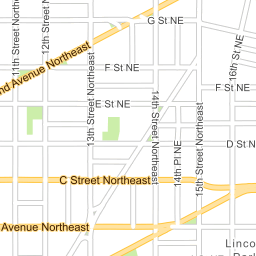 G St NE
12th Street Northeast
11th Street Northeast
nd Avenue Northeast
F St NE
16th St NE
F St NE
E St NE
13th Street Northeast
14th Street Northeast
15th Street Northeast
D St N
14th Pl NE
C Street Northeast
Avenue Northeast
Linco